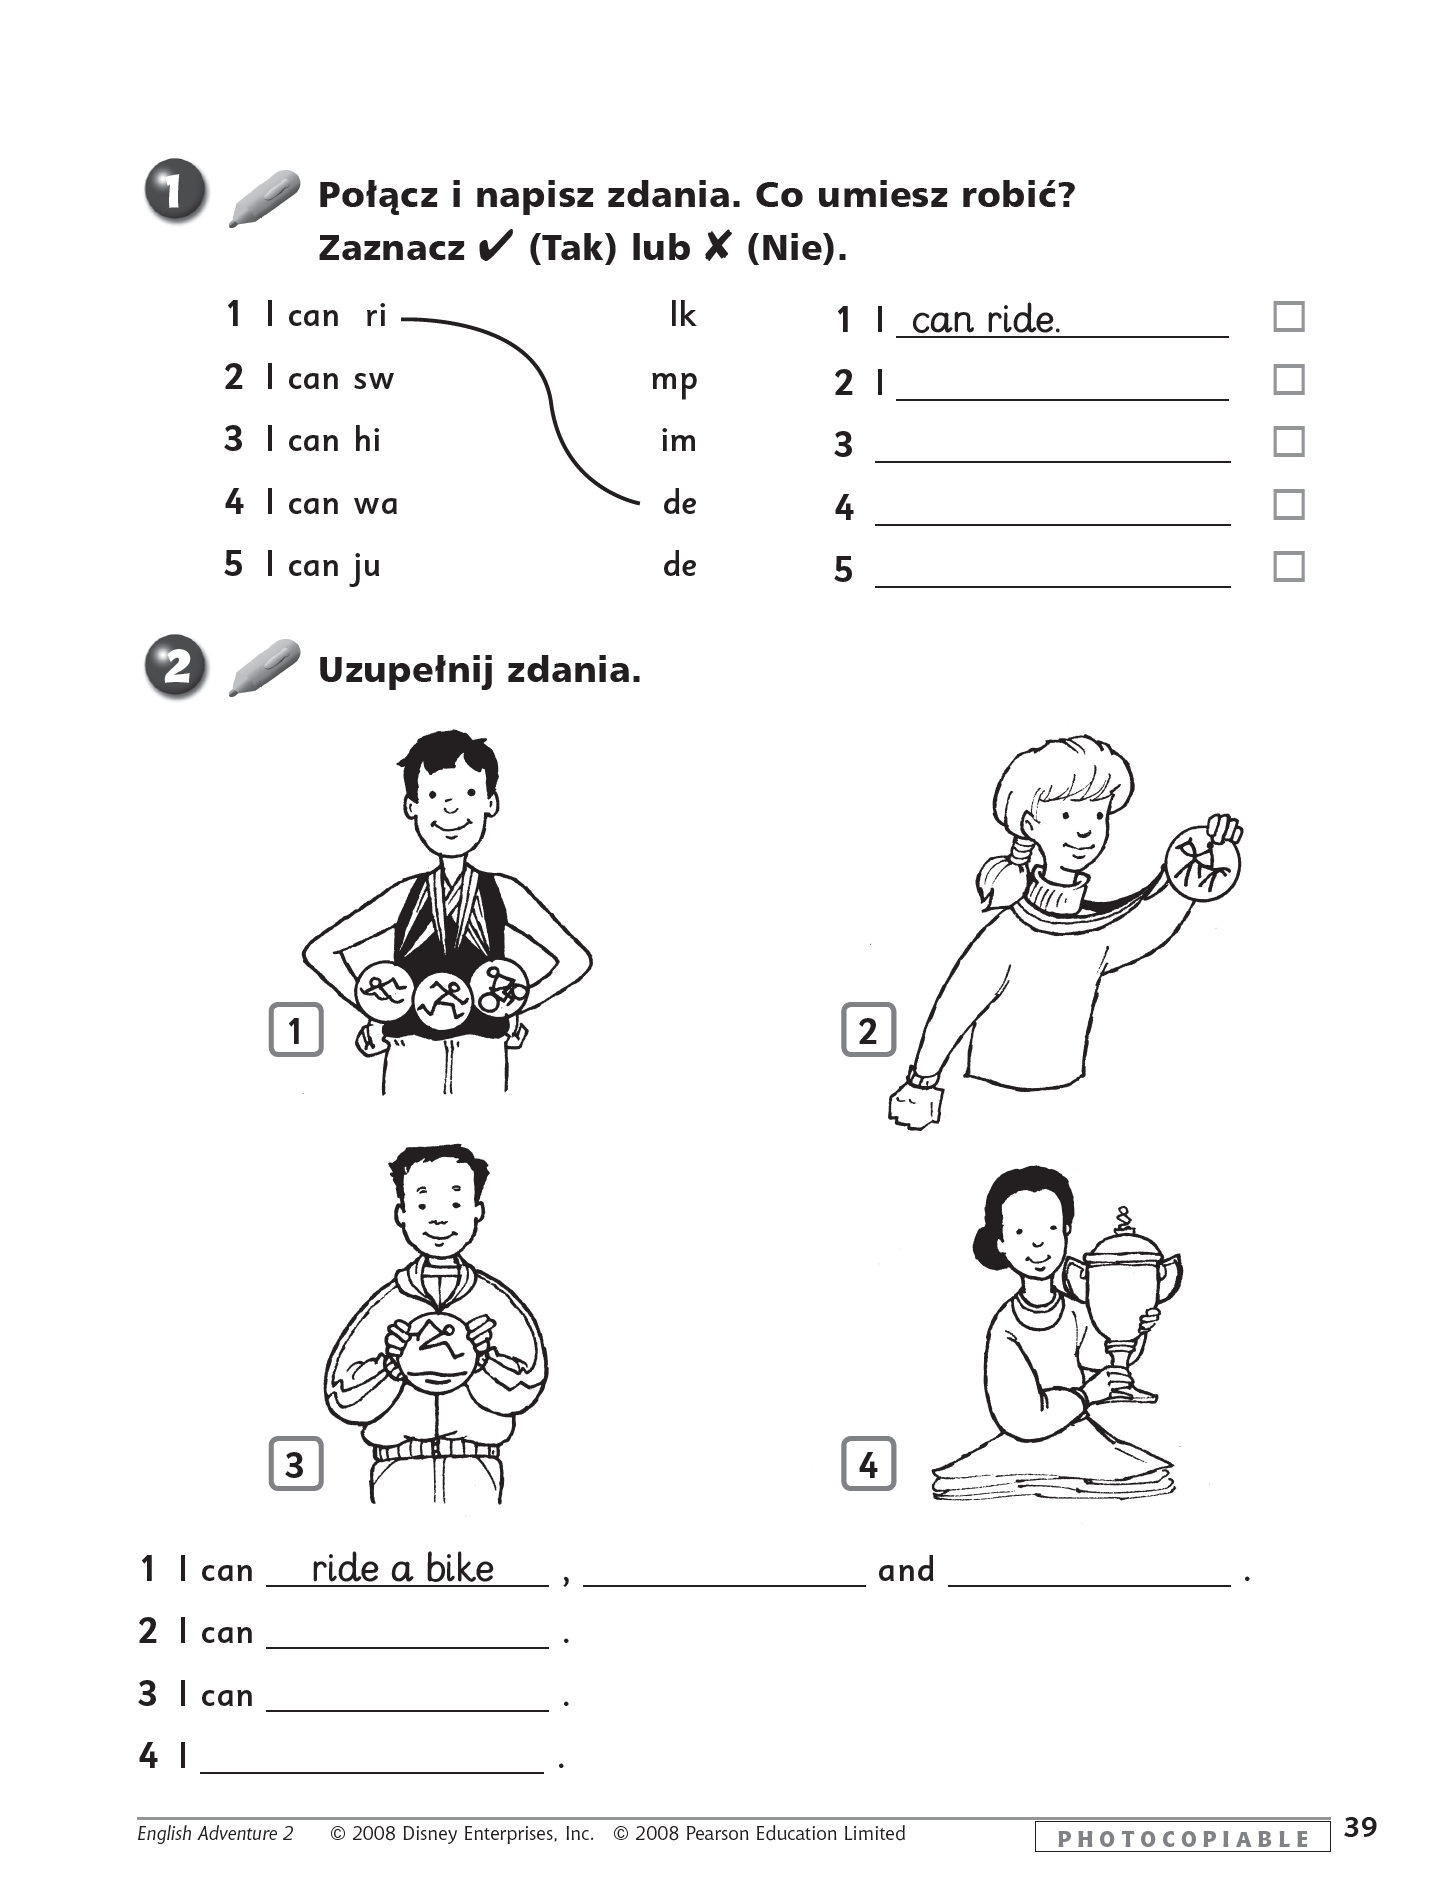 1 Połącz i napisz zdania. Co umiesz robić?
Zaznacz ✔ (Tak) lub ✘ (Nie).
1 I can ri lk 1 I can ride.
2 I can sw mp 2 I
3 I can hi im 3
4 I can wa de 4
5 I can ju de 5
2 Uzupełnij zdania.
1
2
3
4
1 I can ride a bike , and .
2 I can .
3 I can .
4 I .
English Adventure 2 © 2008 Disney Enterprises, Inc. © 2008 Pearson Education Limited PHOTOCOPIABLE 39